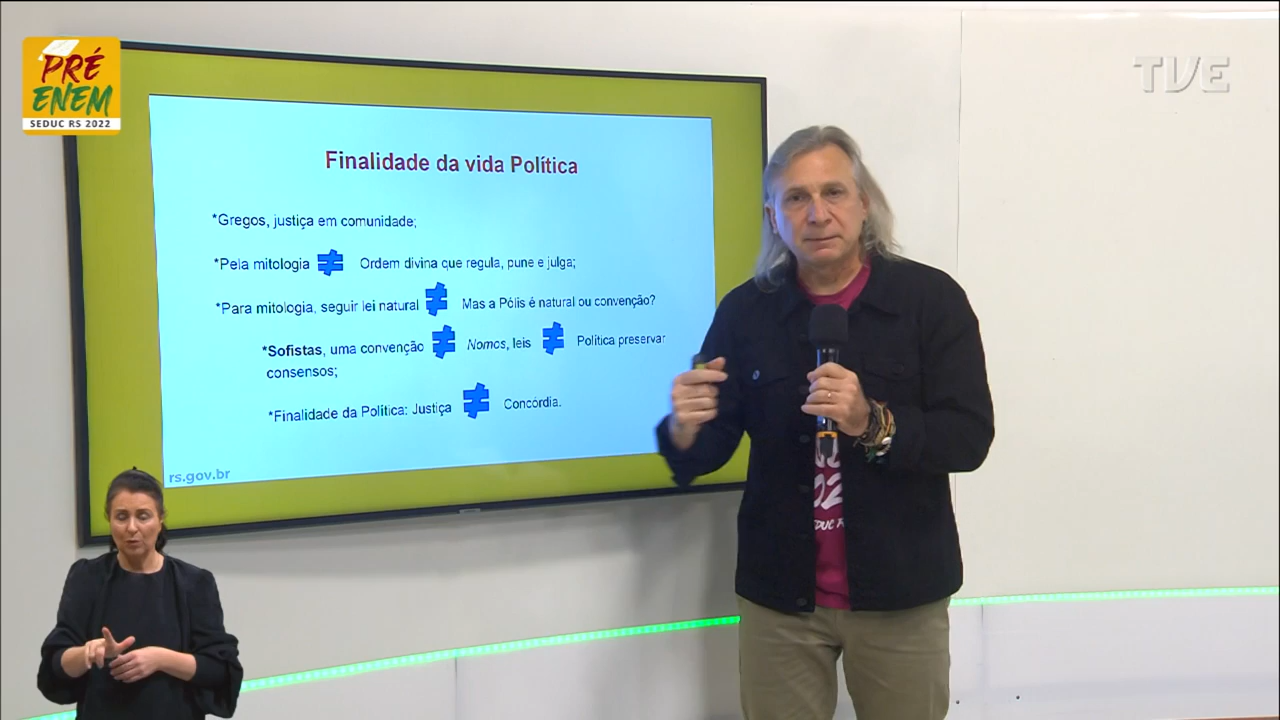 PRÉ
ENEM
SEDUC RS 2022
TVE
Finalidade da vida Política
*Gregos, justiça em comunidade;
*Pela mitologia ≠ Ordem divina que regula, pune e julga;
*Para mitologia, seguir lei natural ≠ Mas a Pólis é natural ou convenção?
*Sofistas, uma convenção ≠ Nomos, leis ≠ Política preservar
consensos;
*Finalidade da Política: Justiça ≠ Concórdia.
rs.gov.br